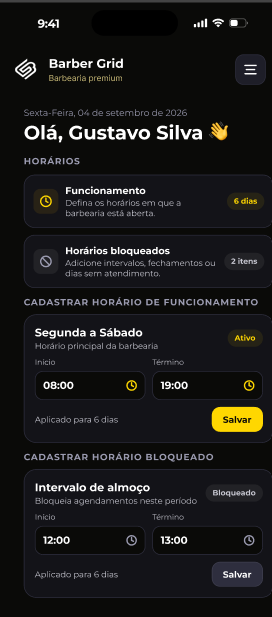 9:41
Barber Grid
Barbearia premium
Sexta-Feira, 04 de setembro de 2026
Olá, Gustavo Silva 👋
HORÁRIOS
Funcionamento
Defina os horários em que a
barbearia está aberta.
6 dias
Horários bloqueados
Adicione intervalos, fechamentos ou
dias sem atendimento.
2 itens
CADASTRAR HORÁRIO DE FUNCIONAMENTO
Segunda a Sábado
Ativo
Horário principal da barbearia
Início
Término
08:00
19:00
Aplicado para 6 dias
Salvar
CADASTRAR HORÁRIO BLOQUEADO
Intervalo de almoço
Bloqueado
Bloqueia agendamentos neste período
Início
Término
12:00
13:00
Aplicado para 6 dias
Salvar